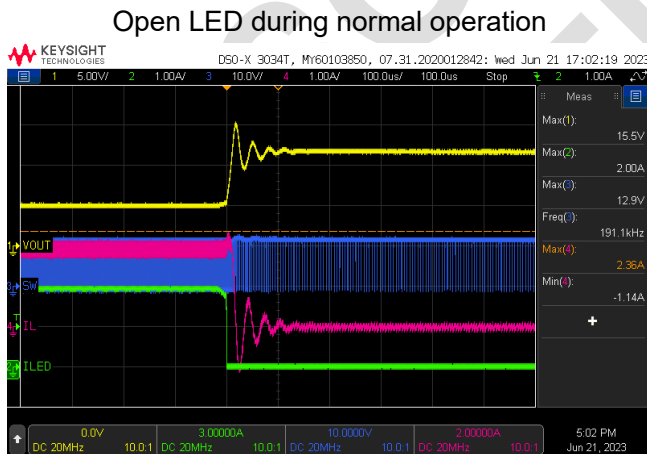 Open LED during normal operation
KEYSIGHT
TECHNOLOGIES
DSO-X 3034T, MY60103850, 07.31.2020012842: Wed Jun 21 17:02:19 2023
1 5.00V/ 2 1.00A/ 3 10.0V/ 4 1.00A/ 100.0us/ 100.0us Stop 2 1.00A
Meas
Max(1):
15.5V
Max(2):
2.00A
Max(3):
12.9V
Freq(3):
191.1kHz
Max(4):
2.36A
Min(4):
-1.14A
+
1 VOUT
3 SW
T
4 IL
2 ILED
0.0V 3.00000A 10.0000V 2.00000A
DC 20MHz 10.0:1 DC 20MHz 10.0:1 DC 20MHz 10.0:1 DC 20MHz 10.0:1
5:02 PM
Jun 21, 2023